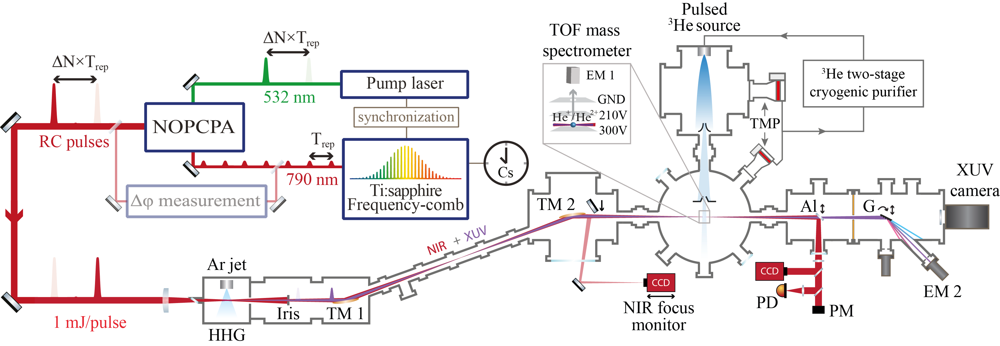 ΔN×Trep
RC pulses
ΔN×Trep
532 nm
Pump laser
NOPCPA
synchronization
Trep
790 nm
Ti:sapphire
Frequency-comb
Cs
Δφ measurement
1 mJ/pulse
Ar jet
HHG
Iris
TM 1
NIR + XUV
TM 2
TOF mass
spectrometer
EM 1
GND
He⁺/He²⁺
210V
300V
Pulsed
³He source
³He two-stage
cryogenic purifier
TMP
CCD
NIR focus
monitor
Al
G
XUV
camera
CCD
PD
PM
EM 2